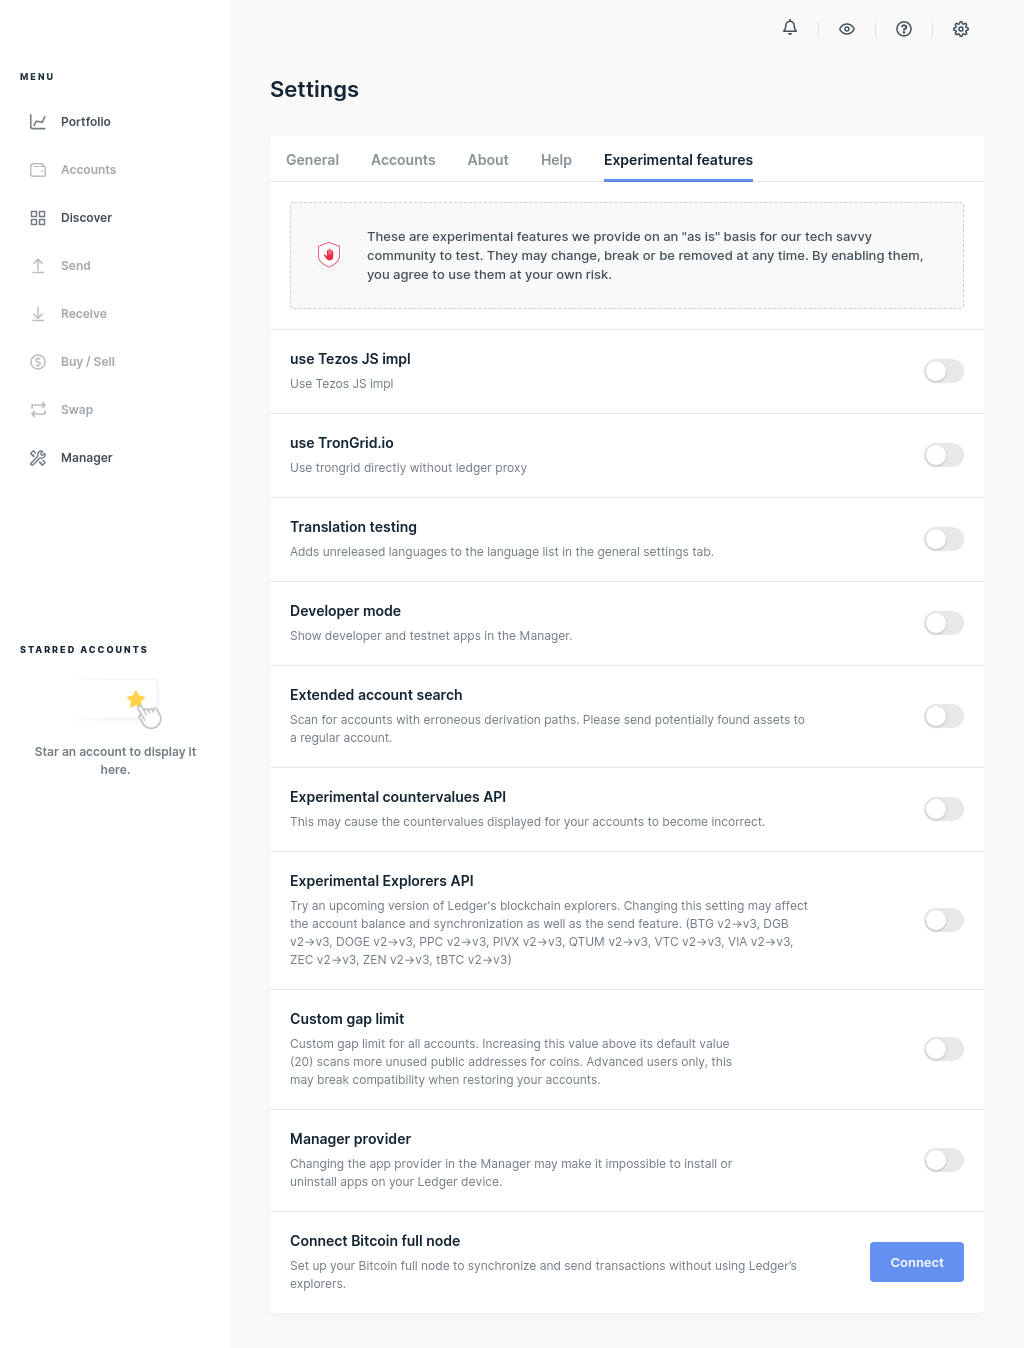 MENU
Portfolio
Accounts
Discover
Send
Receive
Buy / Sell
Swap
Manager
STARRED ACCOUNTS
Star an account to display it
here.
Settings
General Accounts About Help Experimental features
These are experimental features we provide on an "as is" basis for our tech savvy
community to test. They may change, break or be removed at any time. By enabling them,
you agree to use them at your own risk.
use Tezos JS impl
Use Tezos JS impl
use TronGrid.io
Use trongrid directly without ledger proxy
Translation testing
Adds unreleased languages to the language list in the general settings tab.
Developer mode
Show developer and testnet apps in the Manager.
Extended account search
Scan for accounts with erroneous derivation paths. Please send potentially found assets to
a regular account.
Experimental countervalues API
This may cause the countervalues displayed for your accounts to become incorrect.
Experimental Explorers API
Try an upcoming version of Ledger's blockchain explorers. Changing this setting may affect
the account balance and synchronization as well as the send feature. (BTG v2→v3, DGB
v2→v3, DOGE v2→v3, PPC v2→v3, PIVX v2→v3, QTUM v2→v3, VTC v2→v3, VIA v2→v3,
ZEC v2→v3, ZEN v2→v3, tBTC v2→v3)
Custom gap limit
Custom gap limit for all accounts. Increasing this value above its default value
(20) scans more unused public addresses for coins. Advanced users only, this
may break compatibility when restoring your accounts.
Manager provider
Changing the app provider in the Manager may make it impossible to install or
uninstall apps on your Ledger device.
Connect Bitcoin full node
Set up your Bitcoin full node to synchronize and send transactions without using Ledger’s
explorers.
Connect